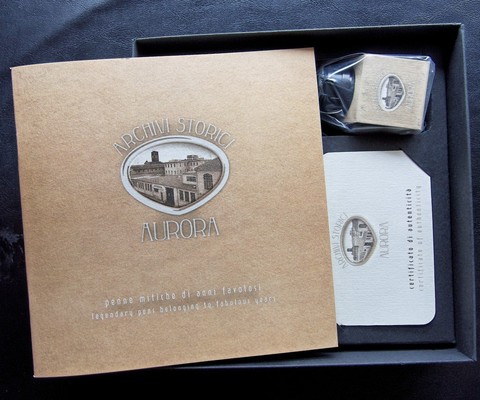 ARCHIVI STORICI
AURORA
penne mitiche di anni favolosi
legendary pens belonging to fabulous years
ARCHIVI STORICI
AURORA
certificato di autenticità
certificate of authenticity